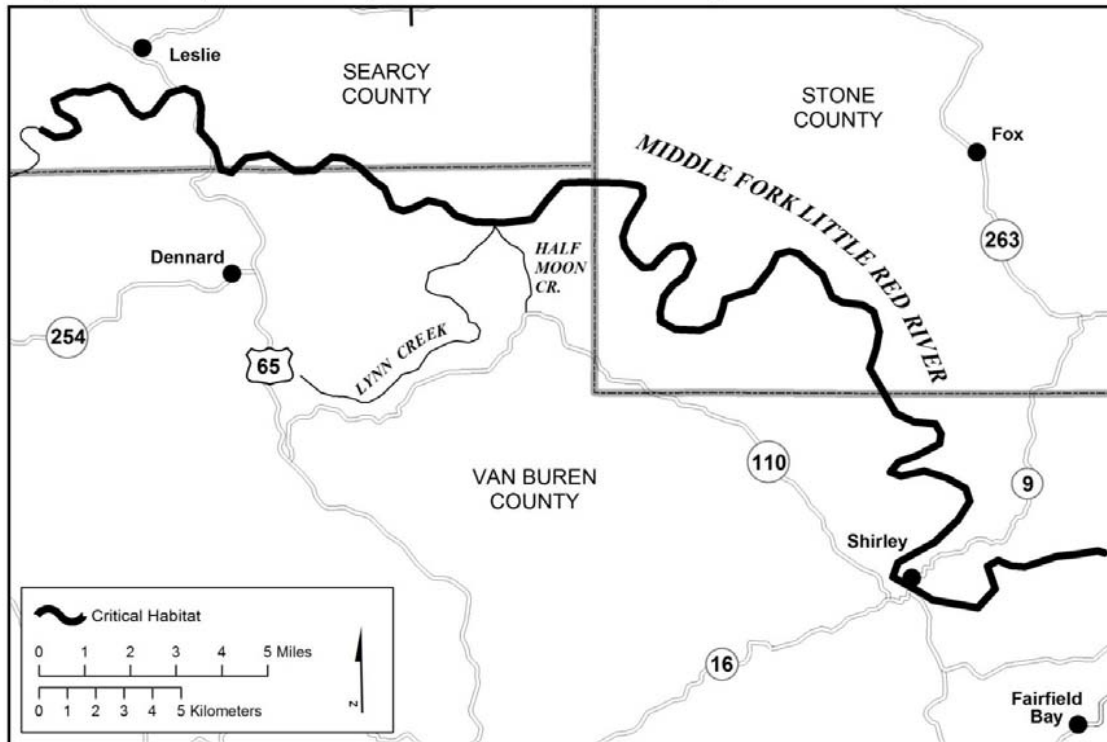 Leslie
SEARCY
COUNTY
STONE
COUNTY
Fox
MIDDLE FORK LITTLE RED RIVER
263
Dennard
HALF
MOON
CR.
254
65
LYNN CREEK
VAN BUREN
COUNTY
110
9
Shirley
16
Fairfield
Bay
Critical Habitat
0 1 2 3 4 5 Miles
0 1 2 3 4 5 Kilometers
N